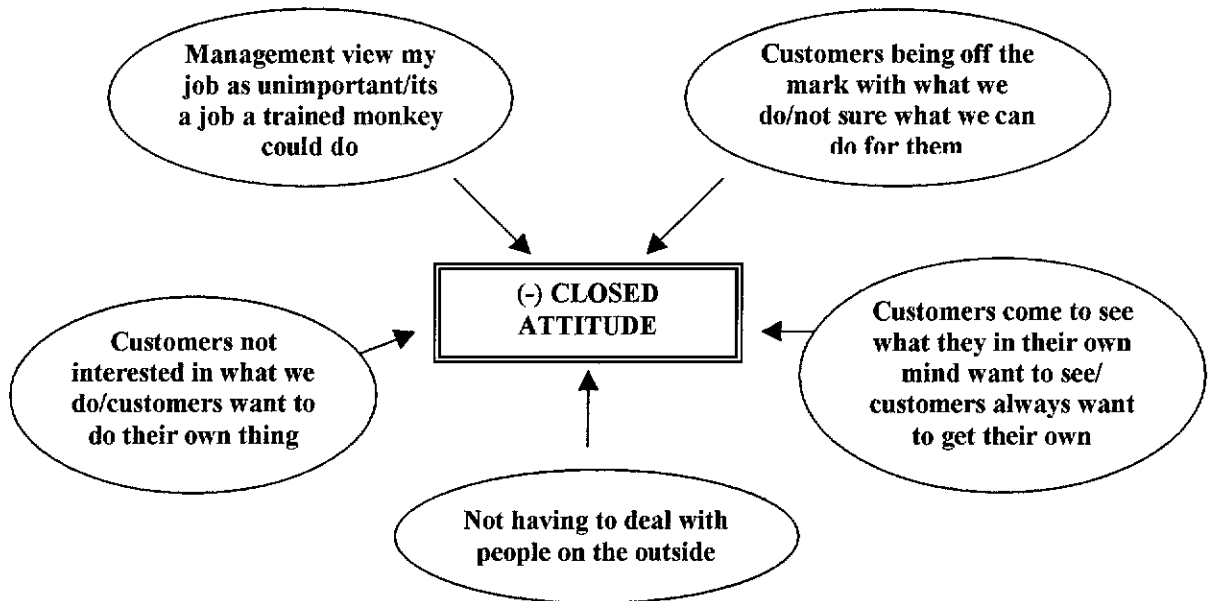 Management view my
job as unimportant/its
a job a trained monkey
could do
Customers being off the
mark with what we
do/not sure what we can
do for them
(-) CLOSED
ATTITUDE
Customers not
interested in what we
do/customers want to
do their own thing
Customers come to see
what they in their own
mind want to see/
customers always want
to get their own
Not having to deal with
people on the outside